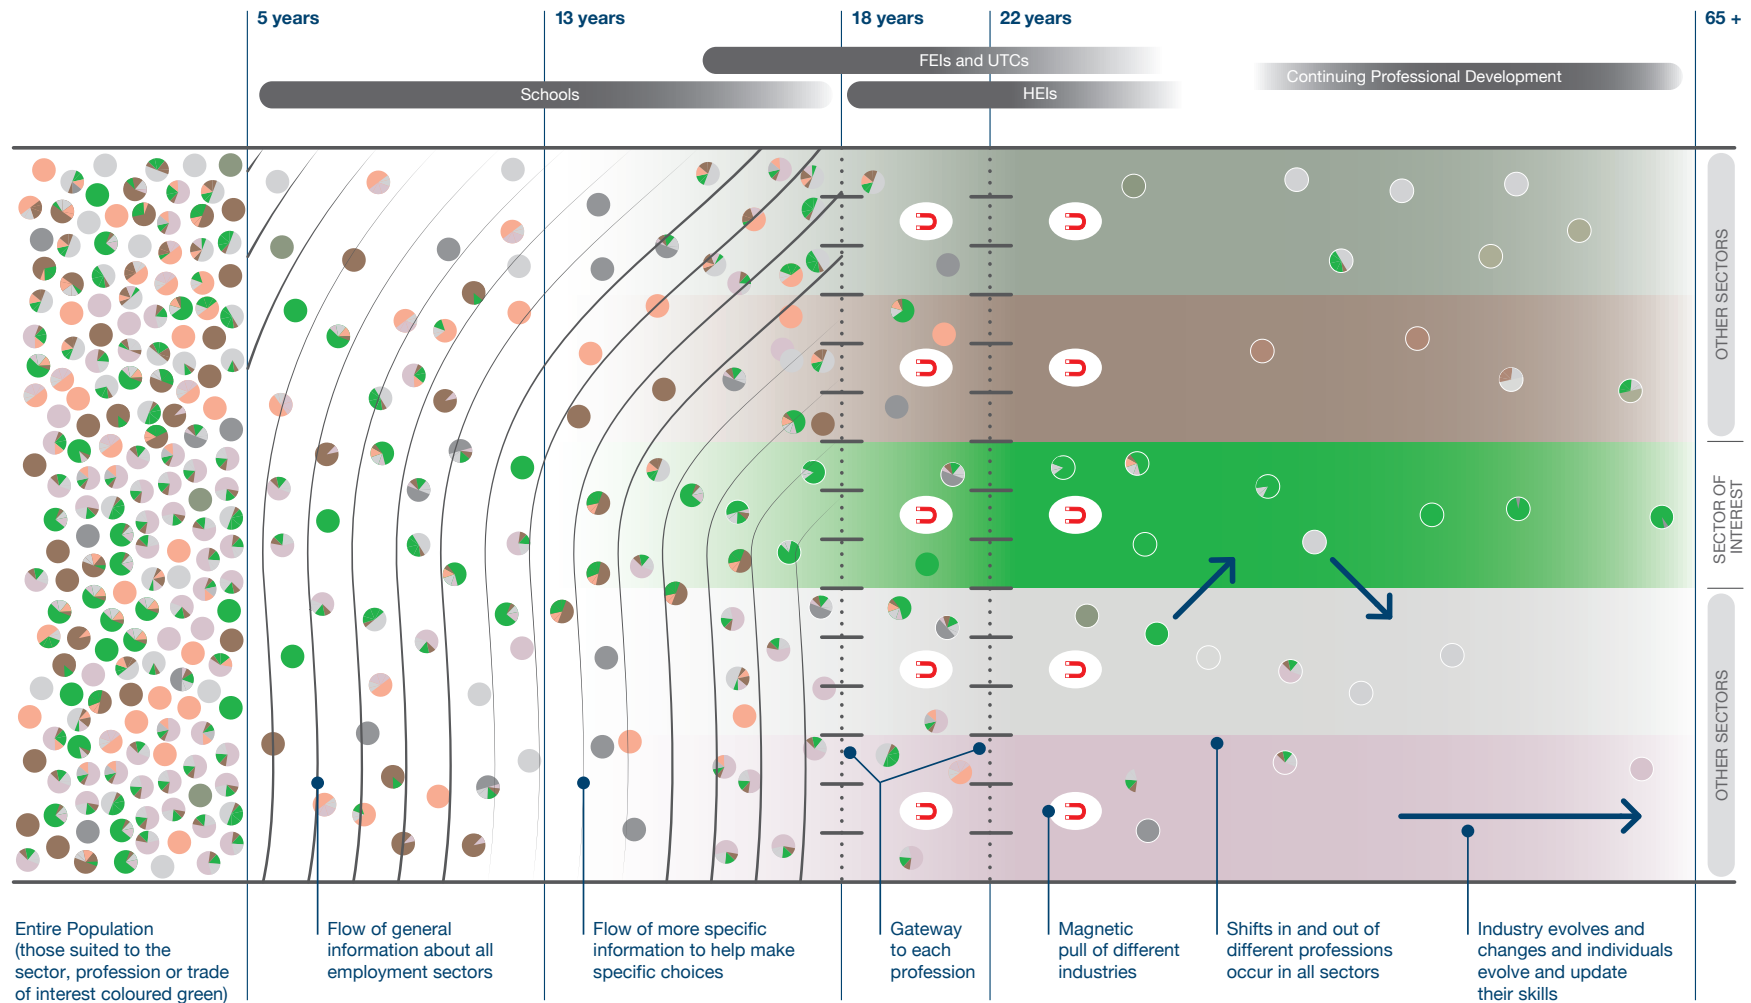 5 years
13 years
18 years
22 years
65 +
FEIs and UTCs
Schools
HEIs
Continuing Professional Development
OTHER SECTORS
SECTOR OF
INTEREST
OTHER SECTORS
Entire Population
(those suited to the
sector, profession or trade
of interest coloured green)
Flow of general
information about all
employment sectors
Flow of more specific
information to help make
specific choices
Gateway
to each
profession
Magnetic
pull of different
industries
Shifts in and out of
different professions
occur in all sectors
Industry evolves and
changes and individuals
evolve and update
their skills